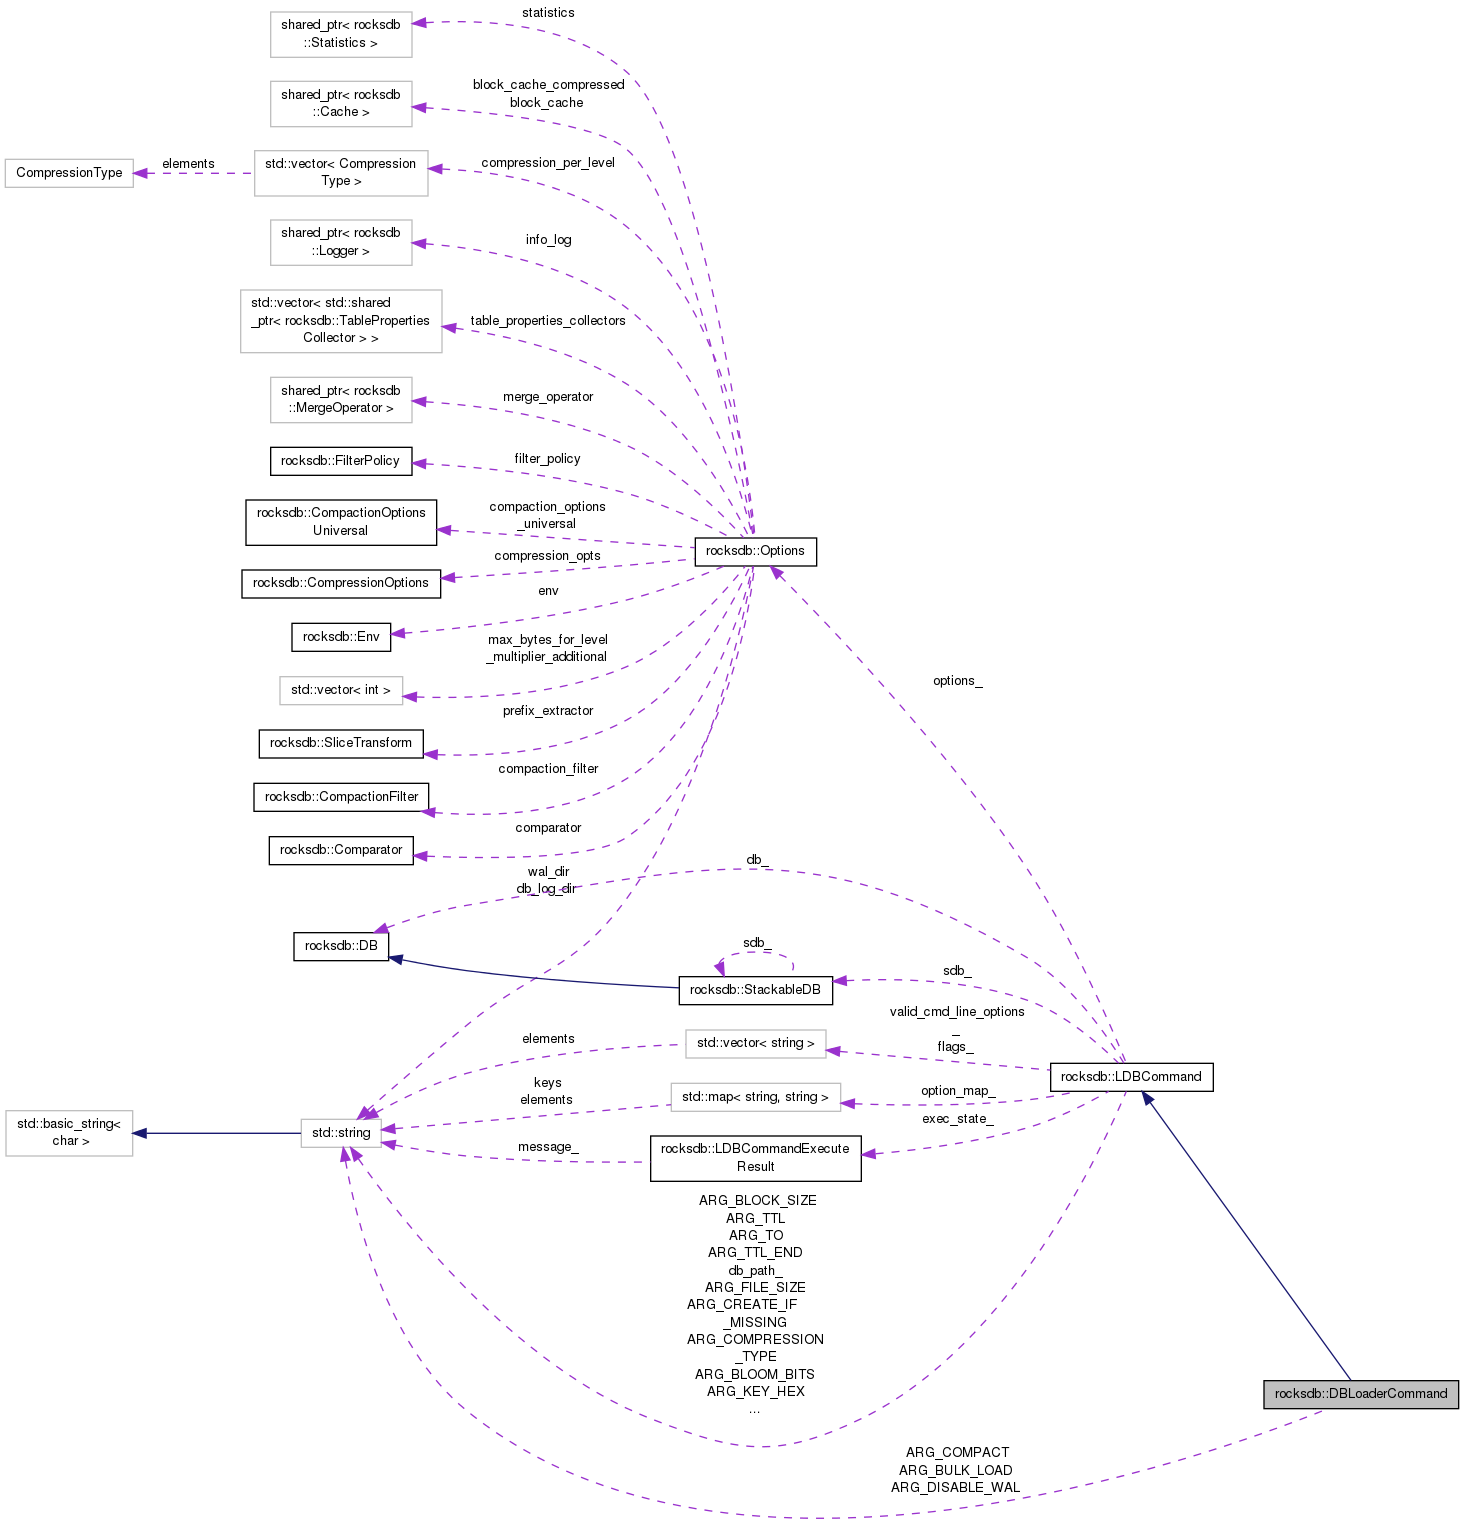 statistics
shared_ptr< rocksdb
::Statistics >
block_cache_compressed
block_cache
shared_ptr< rocksdb
::Cache >
CompressionType
elements
std::vector< Compression
Type >
compression_per_level
shared_ptr< rocksdb
::Logger >
info_log
std::vector< std::shared
_ptr< rocksdb::TableProperties
Collector > >
table_properties_collectors
shared_ptr< rocksdb
::MergeOperator >
merge_operator
rocksdb::FilterPolicy
filter_policy
rocksdb::CompactionOptions
Universal
compaction_options
_universal
rocksdb::Options
rocksdb::CompressionOptions
compression_opts
rocksdb::Env
env
std::vector< int >
max_bytes_for_level
_multiplier_additional
options_
rocksdb::SliceTransform
prefix_extractor
rocksdb::CompactionFilter
compaction_filter
rocksdb::Comparator
comparator
wal_dir
db_log_dir
db_
rocksdb::DB
sdb_
rocksdb::StackableDB
sdb_
valid_cmd_line_options
_
flags_
std::vector< string >
elements
rocksdb::LDBCommand
keys
elements
std::map< string, string >
option_map_
exec_state_
std::basic_string<
char >
std::string
message_
rocksdb::LDBCommandExecute
Result
ARG_BLOCK_SIZE
ARG_TTL
ARG_TO
ARG_TTL_END
db_path_
ARG_FILE_SIZE
ARG_CREATE_IF
_MISSING
ARG_COMPRESSION
_TYPE
ARG_BLOOM_BITS
ARG_KEY_HEX
...
rocksdb::DBLoaderCommand
ARG_COMPACT
ARG_BULK_LOAD
ARG_DISABLE_WAL